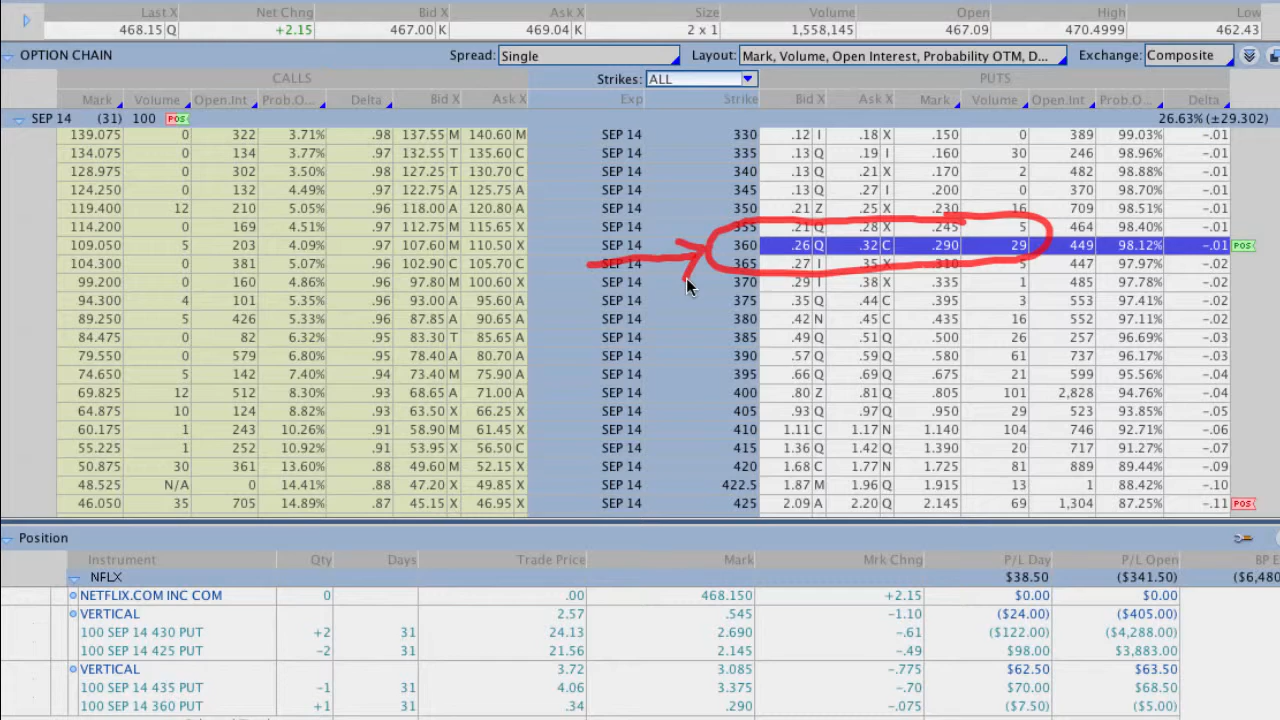 Last X Net Chng Bid X Ask X Size Volume Open High Low
468.15 Q +2.15 467.00 K 469.04 K 2 x 1 1,558,145 467.09 470.4999 462.43
OPTION CHAIN Spread: Single Layout: Mark, Volume, Open Interest, Probability OTM, D... Exchange: Composite
CALLS Strikes: ALL PUTS
Mark Volume Open.Int Prob.O... Delta Bid X Ask X Exp Strike Bid X Ask X Mark Volume Open.Int Prob.O... Delta
SEP 14 (31) 100 POS 26.63% (±29.302)
139.075 0 322 3.71% .98 137.55 M 140.60 M SEP 14 330 .12 I .18 X .150 0 389 99.03% -.01
134.075 0 134 3.77% .97 132.55 T 135.60 C SEP 14 335 .13 Q .19 I .160 30 246 98.96% -.01
128.975 0 302 3.50% .98 127.25 T 130.70 C SEP 14 340 .13 Q .21 X .170 2 482 98.88% -.01
124.250 0 132 4.49% .97 122.75 A 125.75 A SEP 14 345 .13 Q .27 I .200 0 370 98.70% -.01
119.400 12 210 5.05% .96 118.00 A 120.80 A SEP 14 350 .21 Z .25 X .230 16 709 98.51% -.01
114.200 0 169 4.51% .96 112.75 M 115.65 X SEP 14 355 .21 Q .28 X .245 5 464 98.40% -.01
109.050 5 203 4.09% .96 107.60 M 110.50 X SEP 14 360 .26 Q .32 C .290 29 449 98.12% -.01 POS
104.300 0 381 5.07% .96 102.90 C 105.70 C SEP 14 365 .27 I .35 X .310 5 447 97.97% -.02
99.200 0 160 4.86% .96 97.80 M 100.60 X SEP 14 370 .29 I .38 X .335 1 485 97.78% -.02
94.300 4 101 5.35% .96 93.00 A 95.60 A SEP 14 375 .35 Q .44 C .395 3 553 97.41% -.02
89.250 5 426 5.33% .96 87.85 A 90.65 A SEP 14 380 .42 N .45 C .435 16 552 97.11% -.02
84.475 0 82 6.32% .95 83.30 T 85.65 A SEP 14 385 .49 Q .51 Q .500 26 257 96.69% -.03
79.550 0 579 6.80% .95 78.40 A 80.70 A SEP 14 390 .57 Q .59 Q .580 61 737 96.17% -.03
74.650 5 142 7.40% .94 73.40 A 75.90 A SEP 14 395 .66 Q .69 Q .675 21 599 95.56% -.04
69.825 12 512 8.30% .93 68.65 A 71.00 A SEP 14 400 .80 Z .81 Q .805 101 2,828 94.76% -.04
64.875 10 124 8.82% .93 63.50 X 66.25 X SEP 14 405 .93 Q .97 Q .950 29 523 93.85% -.05
60.175 1 243 10.26% .91 58.90 M 61.45 X SEP 14 410 1.11 C 1.17 N 1.140 104 746 92.71% -.06
55.225 1 252 10.92% .91 53.95 X 56.50 C SEP 14 415 1.36 Q 1.42 Q 1.390 20 717 91.27% -.07
50.875 30 361 13.60% .88 49.60 M 52.15 X SEP 14 420 1.68 C 1.77 N 1.725 81 889 89.44% -.09
48.525 N/A 0 14.41% .88 47.20 X 49.85 X SEP 14 422.5 1.87 A 1.96 Q 1.915 13 1 88.42% -.10
46.050 35 705 14.89% .87 45.15 X 46.95 X SEP 14 425 2.09 A 2.20 Q 2.145 69 1,304 87.25% -.11 POS
Position
Instrument Qty Days Trade Price Mark Mrk Chng P/L Day P/L Open BP E
NFLX $38.50 ($341.50) ($6,480
NETFLIX.COM INC COM 0 .00 468.150 +2.15 $0.00 $0.00
VERTICAL 2.57 .545 -1.10 ($24.00) ($405.00)
100 SEP 14 430 PUT +2 31 24.13 2.690 -.61 ($122.00) ($4,288.00)
100 SEP 14 425 PUT -2 31 21.56 2.145 -.49 $98.00 $3,883.00
VERTICAL 3.72 3.085 -.775 $62.50 $63.50
100 SEP 14 435 PUT -1 31 4.06 3.375 -.70 $70.00 $68.50
100 SEP 14 360 PUT +1 31 .34 .290 -.075 ($7.50) ($5.00)